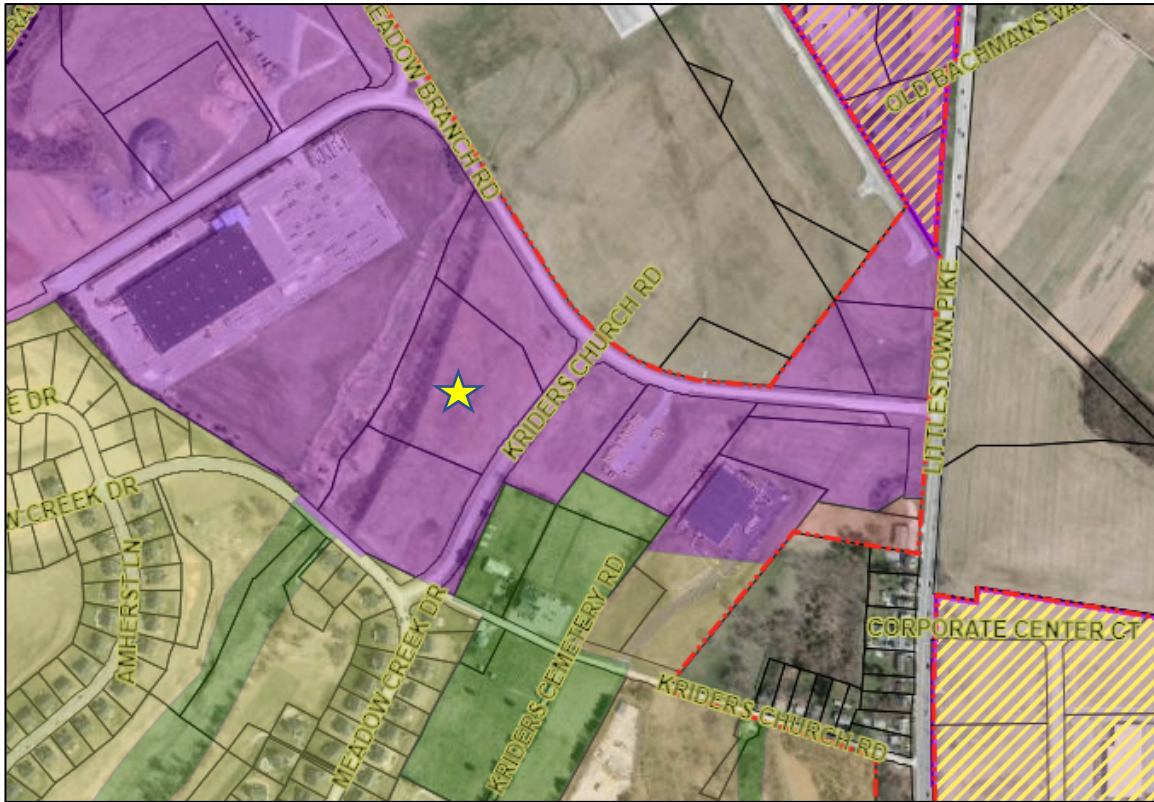 MEADOW BRANCH RD
OLD BACHMANS VA
KRIDERS CHURCH RD
LITTLESTOWN PIKE
E DR
W CREEK DR
AMHERST LN
MEADOW CREEK DR
KRIDERS CEMETERY RD
CORPORATE CENTER CT
KRIDERS CHURCH RD